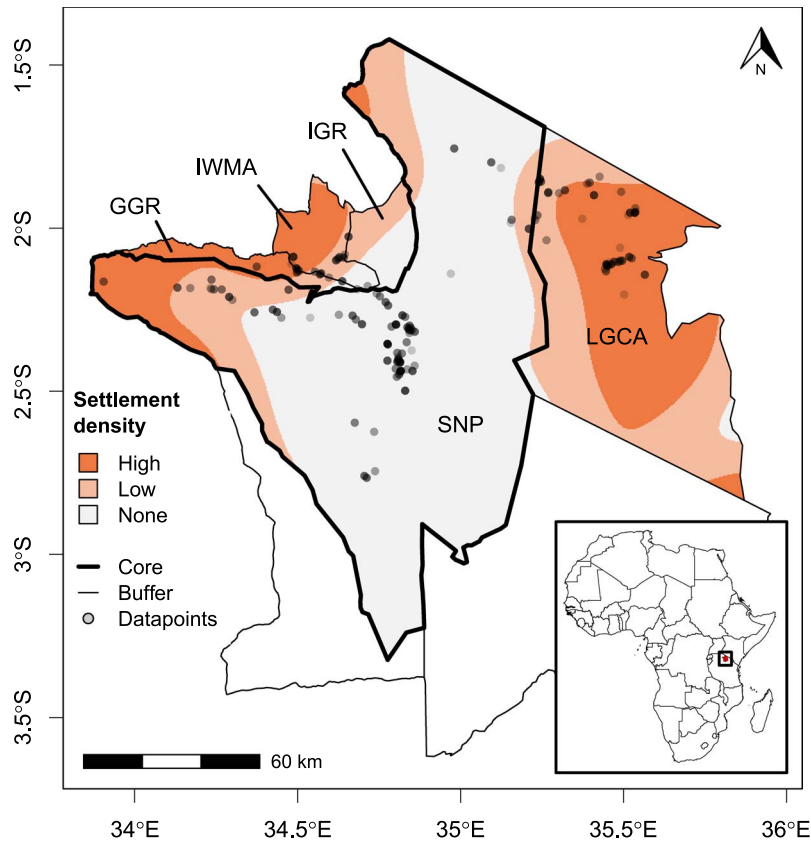 1.5°S
2°S
2.5°S
3°S
3.5°S
N
IGR
IWMA
GGR
LGCA
SNP
Settlement
density
High
Low
None
Core
Buffer
Datapoints
60 km
34°E
34.5°E
35°E
35.5°E
36°E